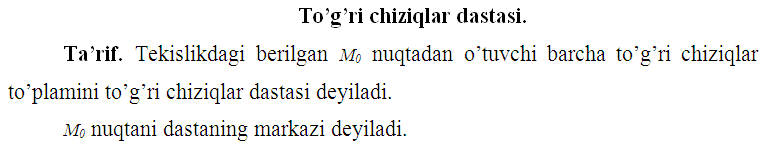 To’g’ri chiziqlar dastasi.
Ta’rif. Tekislikdagi berilgan M₀ nuqtadan o’tuvchi barcha to’g’ri chiziqlar
to’plamini to’g’ri chiziqlar dastasi deyiladi.
M₀ nuqtani dastaning markazi deyiladi.